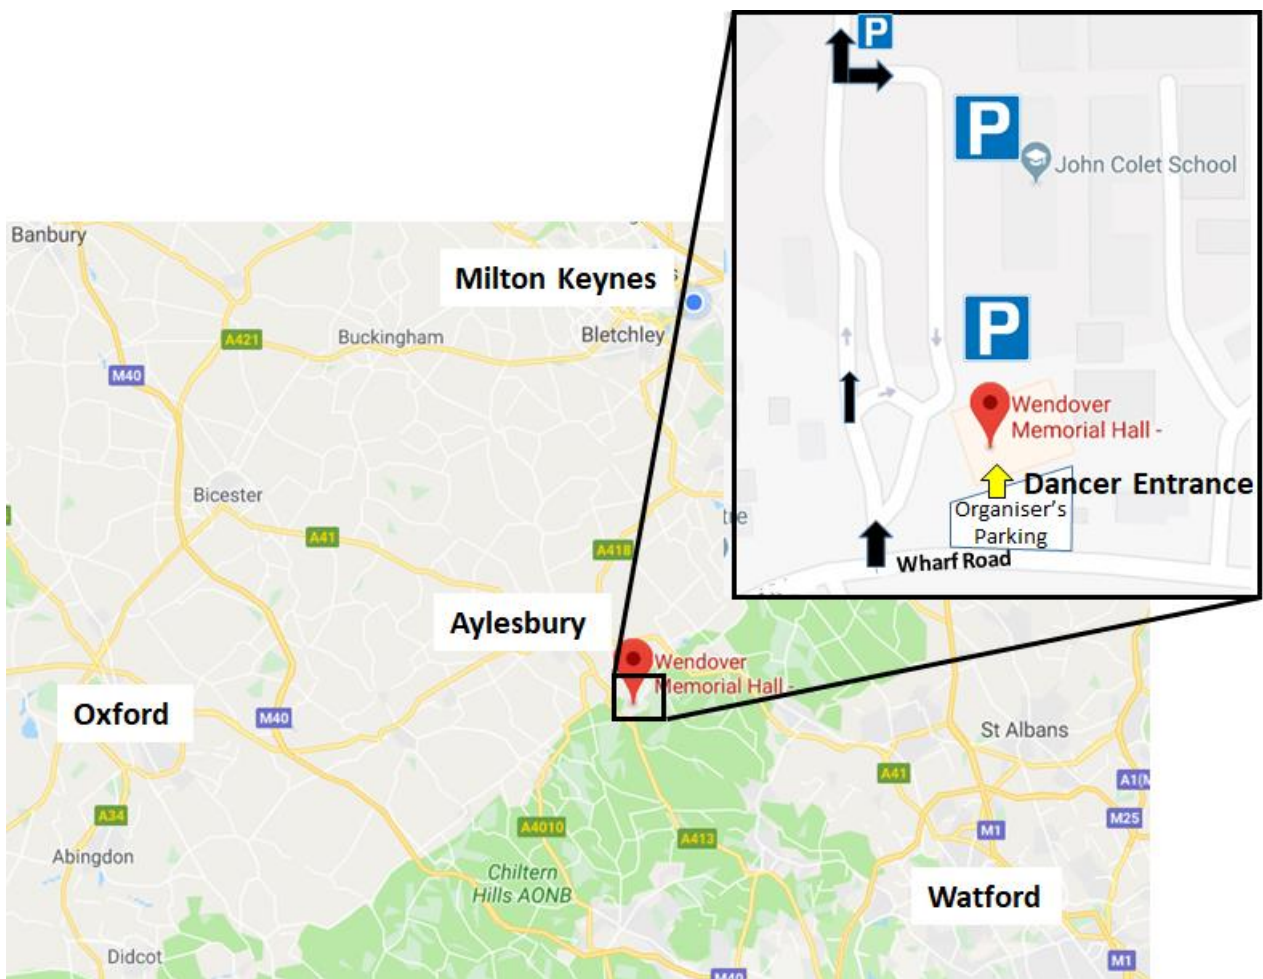 P
P
John Colet School
Banbury
Milton Keynes
A421
Buckingham
Bletchley
P
M40
Wendover
Memorial Hall -
Bicester
Dancer Entrance
Organiser's
Parking
A41
A418
Wharf Road
Aylesbury
Wendover
Memorial Hall -
Oxford
M40
St Albans
A41
A1(M
A34
A4010
A413
M1
M25
Abingdon
Chiltern
Hills AONB
Watford
Didcot
M1
M40